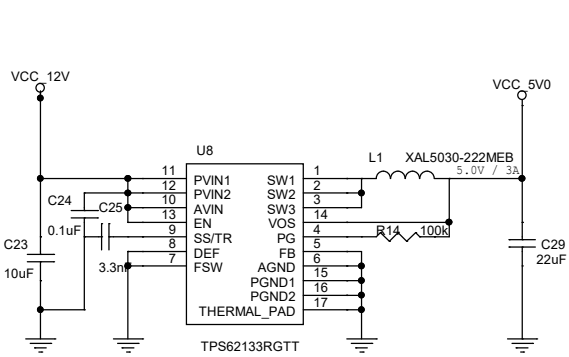 VCC_12V
VCC_5V0
U8
L1
XAL5030-222MEB
5.0V / 3A
11
PVIN1
SW1
1
12
PVIN2
SW2
2
10
AVIN
SW3
3
13
EN
VOS
14
9
SS/TR
PG
4
8
DEF
FB
5
7
FSW
AGND
6
PGND1
15
PGND2
16
THERMAL_PAD
17
C24
0.1uF
C25
3.3nF
R14
100k
C23
10uF
C29
22uF
TPS62133RGTT